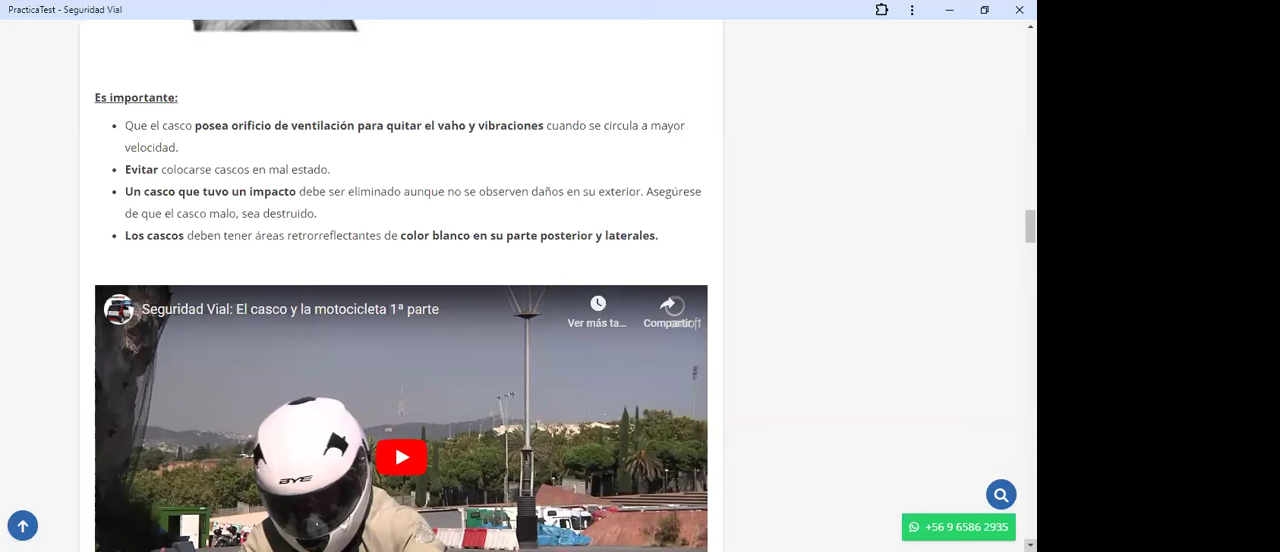 PracticaTest - Seguridad Vial
Es importante:
Que el casco posea orificio de ventilación para quitar el vaho y vibraciones cuando se circula a mayor
velocidad.
Evitar colocarse cascos en mal estado.
Un casco que tuvo un impacto debe ser eliminado aunque no se observen daños en su exterior. Asegúrese
de que el casco malo, sea destruido.
Los cascos deben tener áreas retrorreflectantes de color blanco en su parte posterior y laterales.
Seguridad Vial: El casco y la motocicleta 1ª parte
Ver más ta...
Compartir
AYE
+56 9 6586 2935